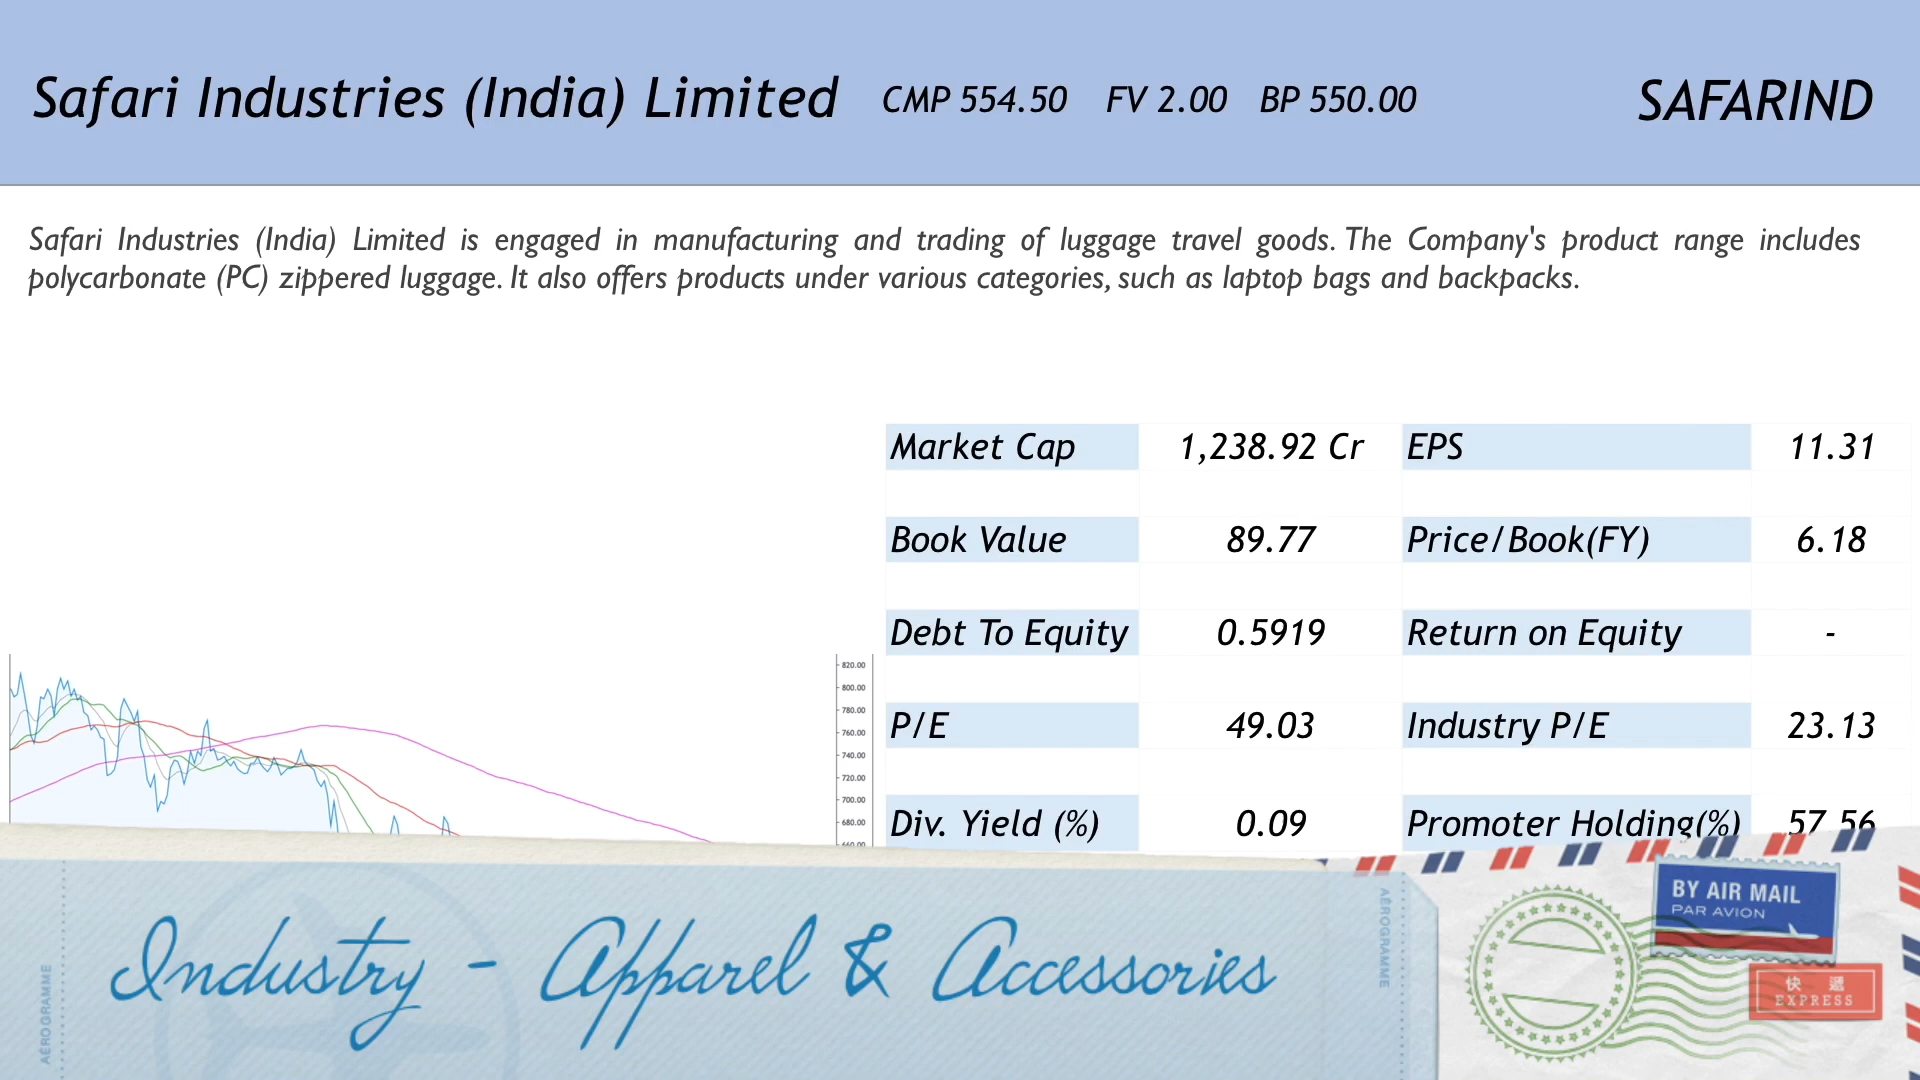 Safari Industries (India) Limited CMP 554.50 FV 2.00 BP 550.00 SAFARIND
Safari Industries (India) Limited is engaged in manufacturing and trading of luggage travel goods. The Company's product range includes
polycarbonate (PC) zippered luggage. It also offers products under various categories, such as laptop bags and backpacks.
Market Cap 1,238.92 Cr EPS 11.31
Book Value 89.77 Price/Book(FY) 6.18
Debt To Equity 0.5919 Return on Equity -
P/E 49.03 Industry P/E 23.13
Div. Yield (%) 0.09 Promoter Holding(%) 57.56
820.00
800.00
780.00
760.00
740.00
720.00
700.00
680.00
660.00
Industry - Apparel & Accessories
AÉROGRAMME
AÉROGRAMME
BY AIR MAIL
PAR AVION
快 遞
EXPRESS